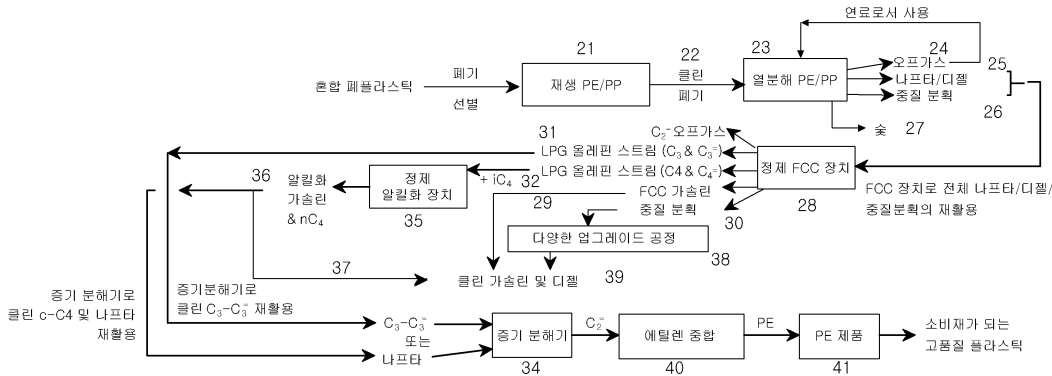 연료로서 사용
21
22
23
24
혼합 폐플라스틱
폐기
선별
재생 PE/PP
클린
폐기
열분해 PE/PP
오프가스
나프타/디젤
중질 분획
25
26
숯
27
31
C₂⁻오프가스
LPG 올레핀 스트림 (C₃ & C₃⁼)
LPG 올레핀 스트림 (C4 & C₄⁼)
정제 FCC 장치
36
알킬화
가솔린
& nC₄
정제
알킬화 장치
+ iC₄
32
29
FCC 가솔린
중질 분획
30
28
FCC 장치로 전체 나프타/디젤/
중질분획의 재활용
35
다양한 업그레이드 공정
38
37
클린 가솔린 및 디젤
39
증기 분해기로
클린 c-C4 및 나프타
재활용
증기분해기로
클린 C₃-C₃⁼ 재활용
C₃-C₃⁼
또는
나프타
증기 분해기
34
C₂⁼
에틸렌 중합
40
PE
PE 제품
41
소비재가 되는
고품질 플라스틱